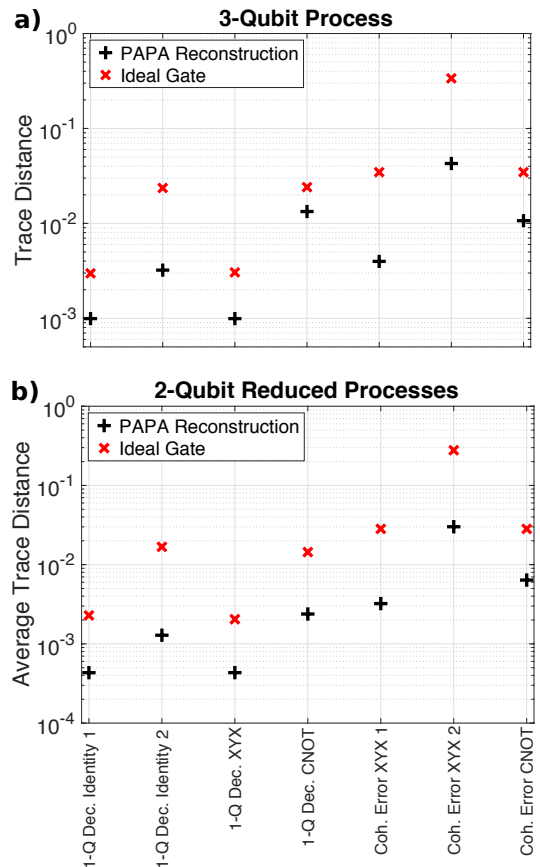 a)
3-Qubit Process
PAPA Reconstruction
Ideal Gate
Trace Distance
10^0
10^-1
10^-2
10^-3
b)
2-Qubit Reduced Processes
PAPA Reconstruction
Ideal Gate
Average Trace Distance
10^0
10^-1
10^-2
10^-3
10^-4
1-Q Dec. Identity 1
1-Q Dec. Identity 2
1-Q Dec. XYX
1-Q Dec. CNOT
Coh. Error XYX 1
Coh. Error XYX 2
Coh. Error CNOT